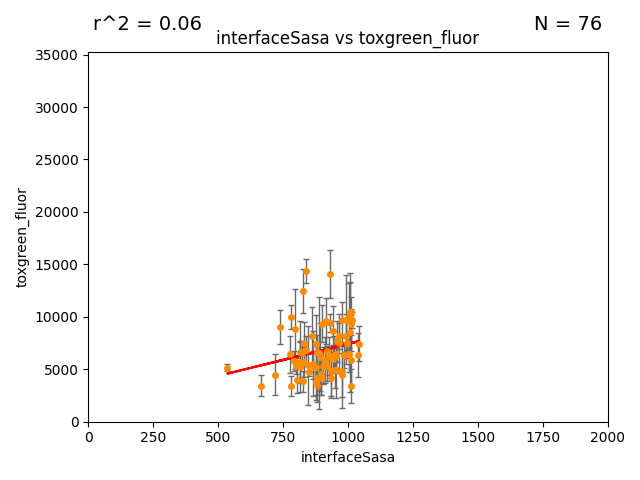 r^2 = 0.06
N = 76
interfaceSasa vs toxgreen_fluor
35000
30000
25000
20000
15000
10000
5000
0
toxgreen_fluor
0 250 500 750 1000 1250 1500 1750 2000
interfaceSasa